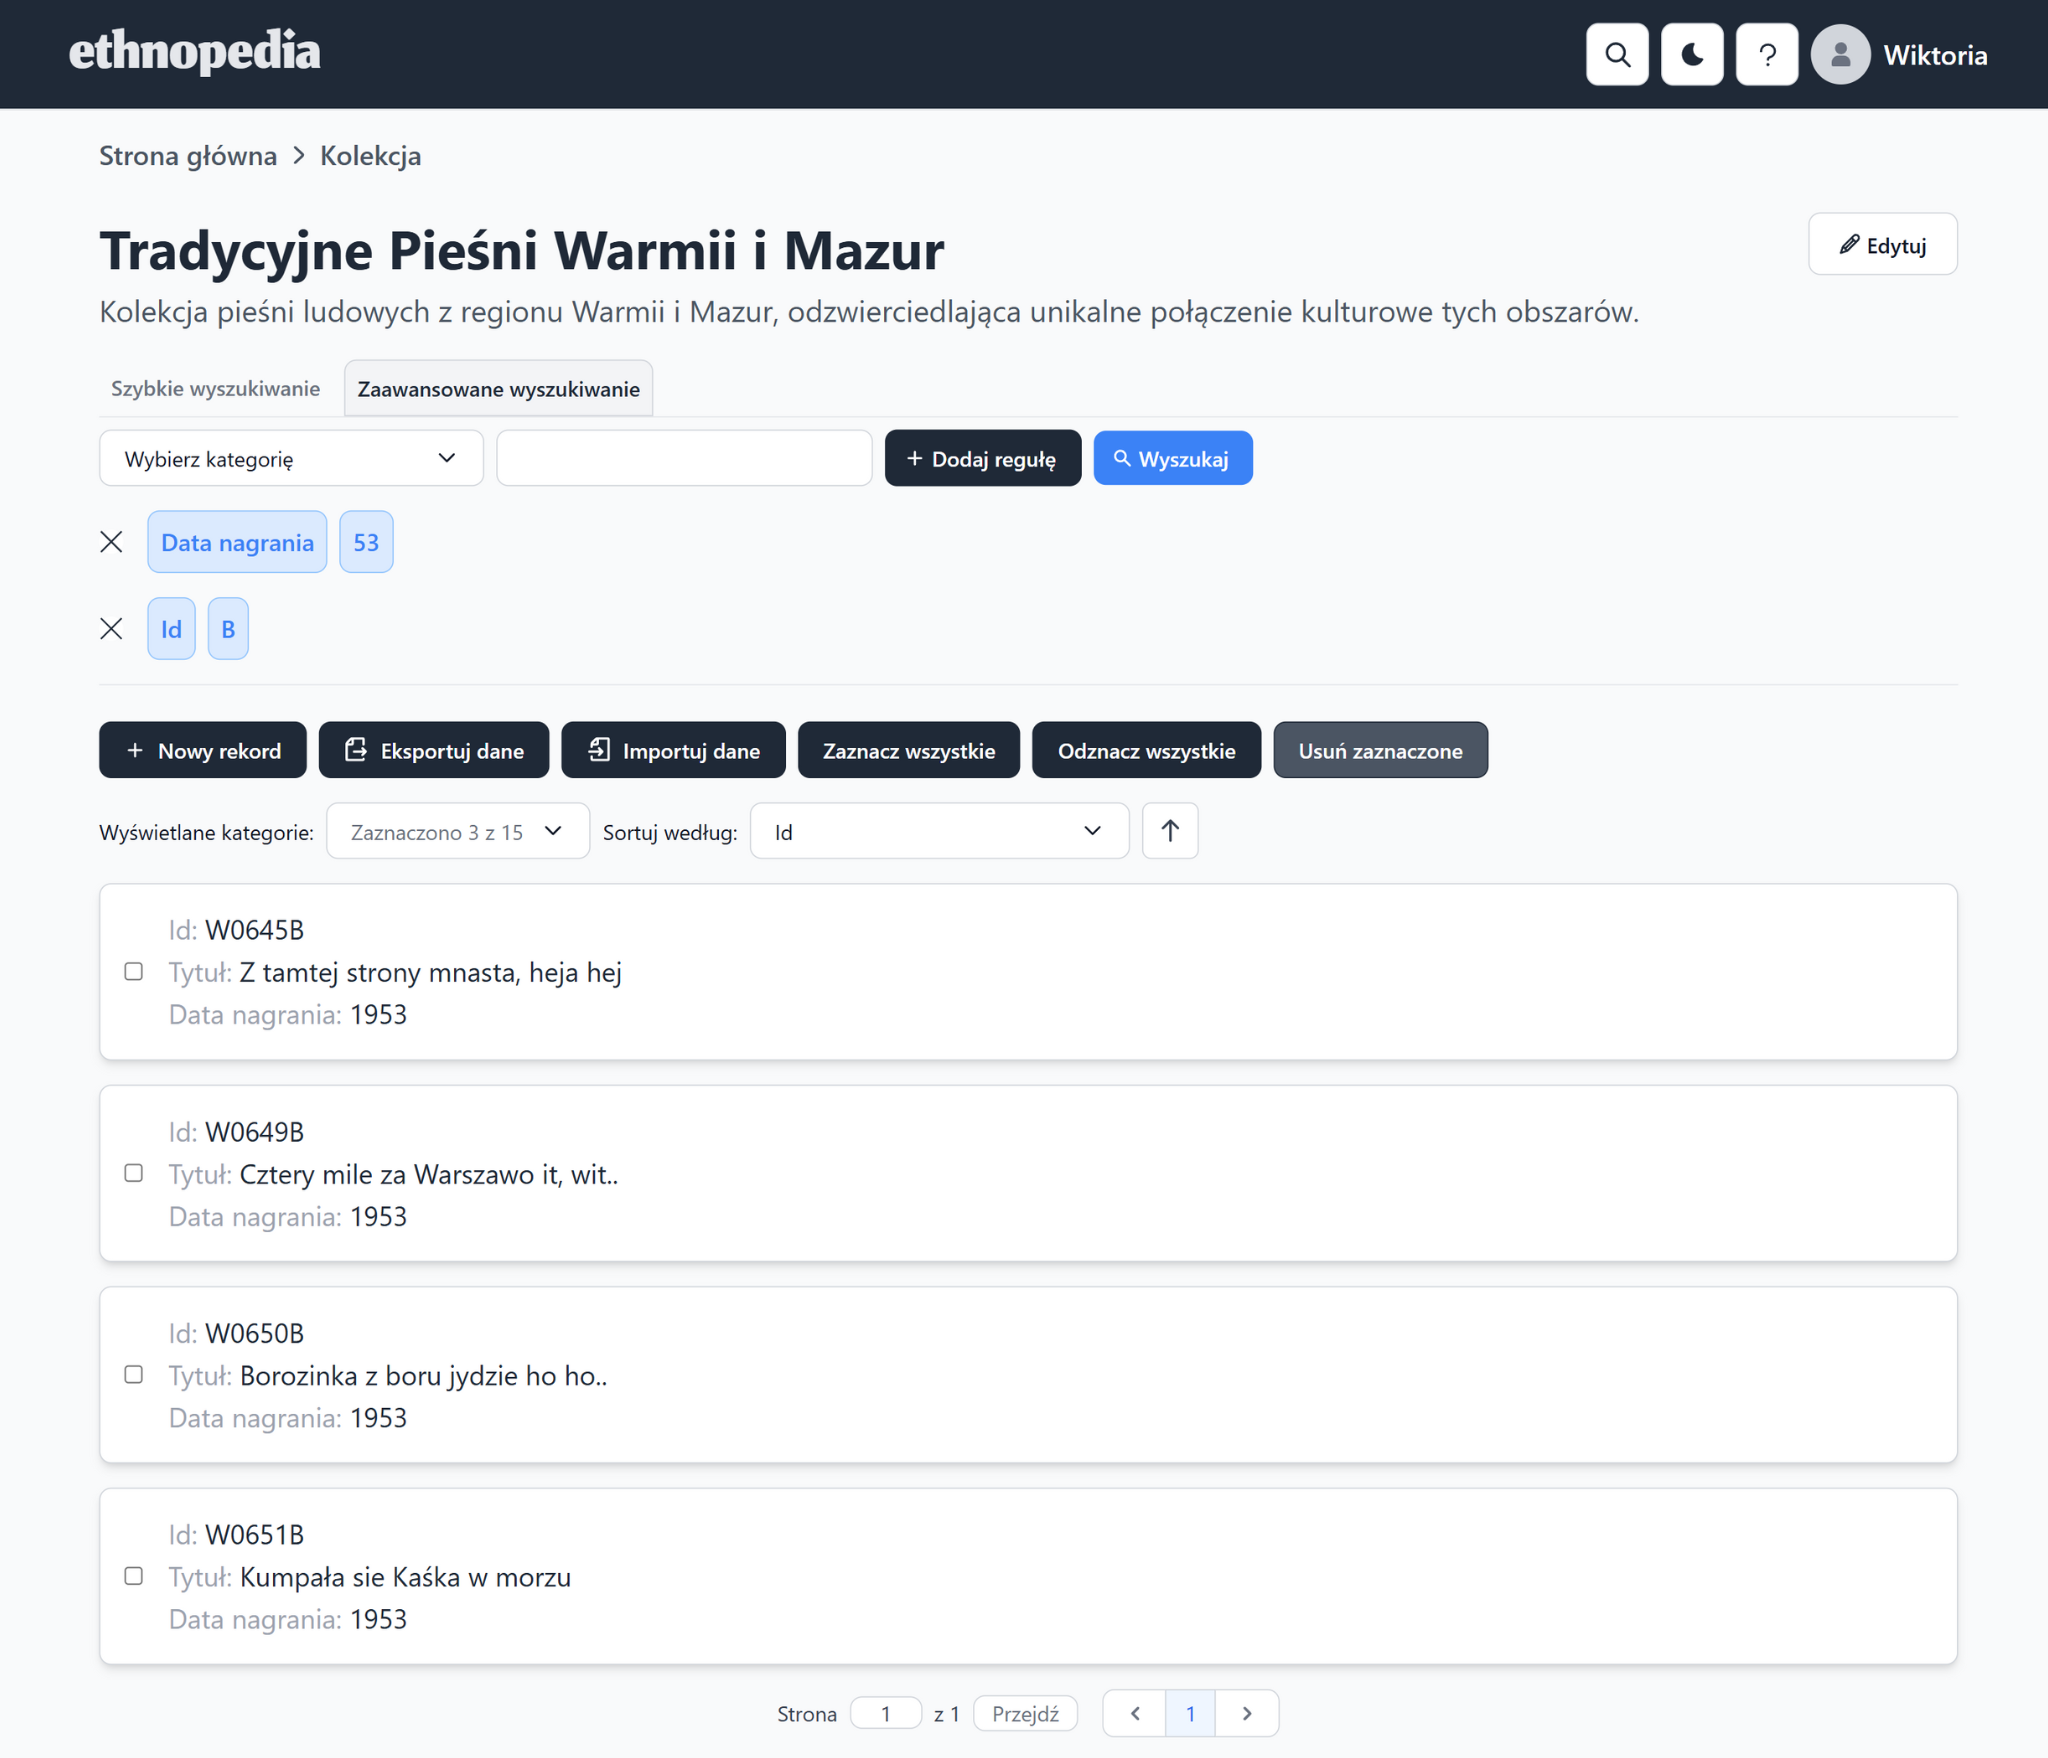 ethnopedia
? Wiktoria
Strona główna > Kolekcja
Tradycyjne Pieśni Warmii i Mazur
Edytuj
Kolekcja pieśni ludowych z regionu Warmii i Mazur, odzwierciedlająca unikalne połączenie kulturowe tych obszarów.
Szybkie wyszukiwanie Zaawansowane wyszukiwanie
Wybierz kategorię + Dodaj regułę Wyszukaj
Data nagrania 53
Id B
+ Nowy rekord Eksportuj dane Importuj dane Zaznacz wszystkie Odznacz wszystkie Usuń zaznaczone
Wyświetlane kategorie: Zaznaczono 3 z 15 Sortuj według: Id
Id: W0645B
Tytuł: Z tamtej strony mnasta, heja hej
Data nagrania: 1953
Id: W0649B
Tytuł: Cztery mile za Warszawo it, wit..
Data nagrania: 1953
Id: W0650B
Tytuł: Borozinka z boru jydzie ho ho..
Data nagrania: 1953
Id: W0651B
Tytuł: Kumpała sie Kaśka w morzu
Data nagrania: 1953
Strona 1 z 1 Przejdź < 1 >